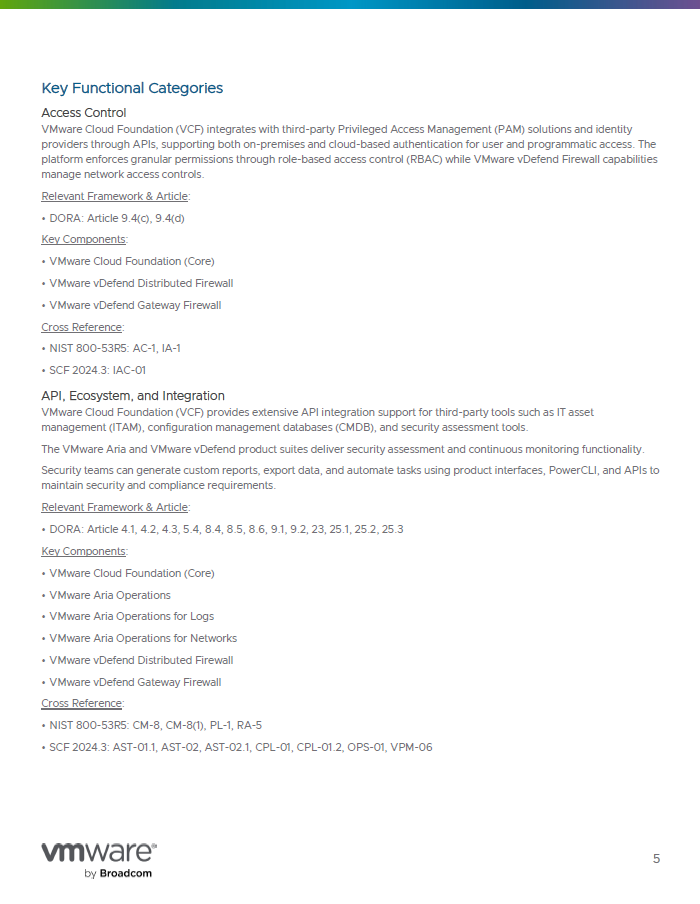 Key Functional Categories
Access Control
VMware Cloud Foundation (VCF) integrates with third-party Privileged Access Management (PAM) solutions and identity
providers through APIs, supporting both on-premises and cloud-based authentication for user and programmatic access. The
platform enforces granular permissions through role-based access control (RBAC) while VMware vDefend Firewall capabilities
manage network access controls.
Relevant Framework & Article:
• DORA: Article 9.4(c), 9.4(d)
Key Components:
• VMware Cloud Foundation (Core)
• VMware vDefend Distributed Firewall
• VMware vDefend Gateway Firewall
Cross Reference:
• NIST 800-53R5: AC-1, IA-1
• SCF 2024.3: IAC-01
API, Ecosystem, and Integration
VMware Cloud Foundation (VCF) provides extensive API integration support for third-party tools such as IT asset
management (ITAM), configuration management databases (CMDB), and security assessment tools.
The VMware Aria and VMware vDefend product suites deliver security assessment and continuous monitoring functionality.
Security teams can generate custom reports, export data, and automate tasks using product interfaces, PowerCLI, and APIs to
maintain security and compliance requirements.
Relevant Framework & Article:
• DORA: Article 4.1, 4.2, 4.3, 5.4, 8.4, 8.5, 8.6, 9.1, 9.2, 23, 25.1, 25.2, 25.3
Key Components:
• VMware Cloud Foundation (Core)
• VMware Aria Operations
• VMware Aria Operations for Logs
• VMware Aria Operations for Networks
• VMware vDefend Distributed Firewall
• VMware vDefend Gateway Firewall
Cross Reference:
• NIST 800-53R5: CM-8, CM-8(1), PL-1, RA-5
• SCF 2024.3: AST-01.1, AST-02, AST-02.1, CPL-01, CPL-01.2, OPS-01, VPM-06
vmware®
by Broadcom
5